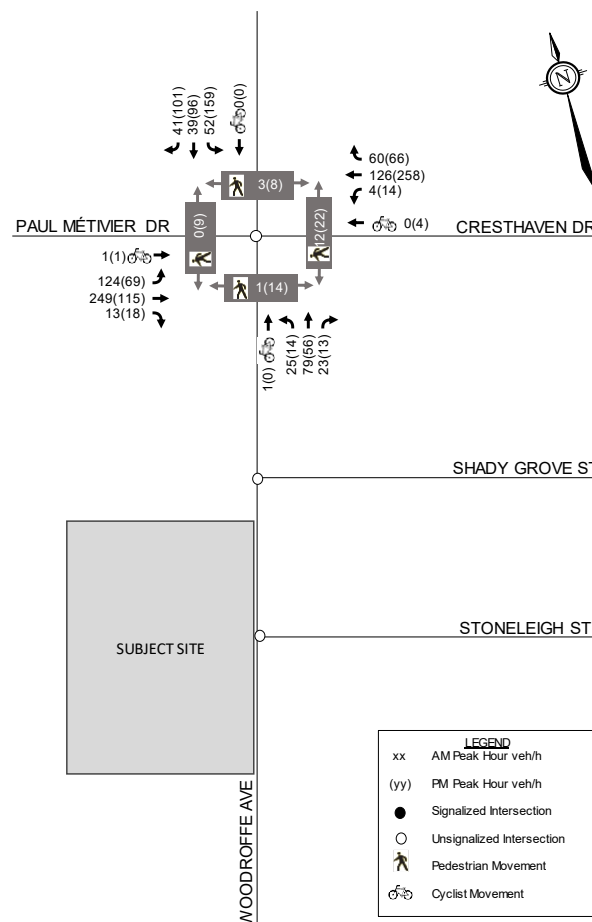 N
41(101)
39(96)
52(159)
0(0)
60(66)
126(258)
4(14)
3(8)
0(9)
12(22)
1(14)
PAUL MÉTIVIER DR
0(4)
CRESTHAVEN DR
1(1)
124(69)
249(115)
13(18)
1(0)
25(14)
79(56)
23(13)
SHADY GROVE ST
SUBJECT SITE
STONELEIGH ST
WOODROFFE AVE
LEGEND
xx AM Peak Hour veh/h
(yy) PM Peak Hour veh/h
Signalized Intersection
Unsignalized Intersection
Pedestrian Movement
Cyclist Movement